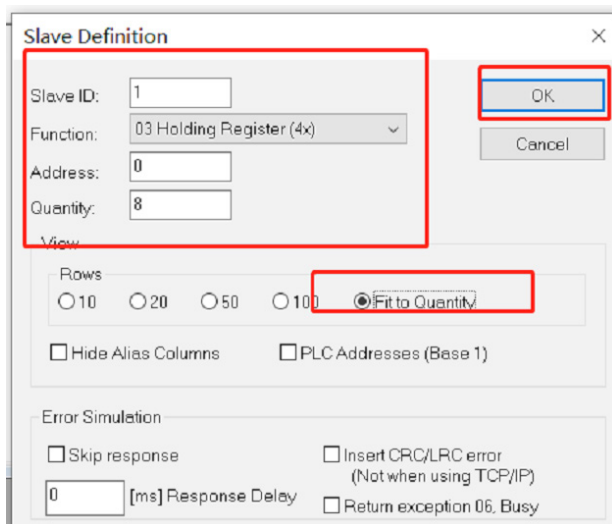 Slave Definition
Slave ID: 1
OK
Function: 03 Holding Register (4x)
Cancel
Address: 0
Quantity: 8
View
Rows
10 20 50 100 Fit to Quantity
Hide Alias Columns PLC Addresses (Base 1)
Error Simulation
Skip response
Insert CRC/LRC error
(Not when using TCP/IP)
0 [ms] Response Delay
Return exception 06, Busy